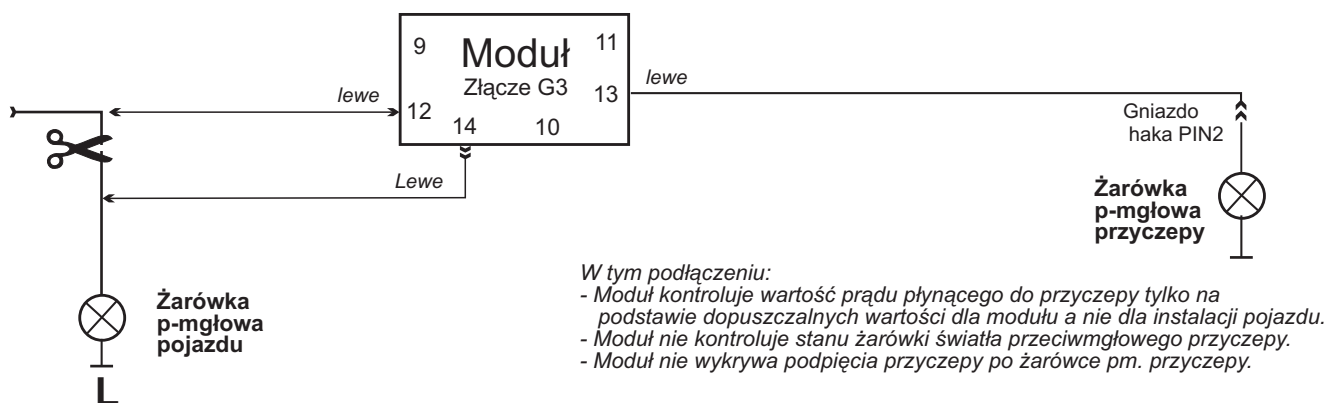 9
Moduł
11
Złącze G3
lewe
12
13
lewe
14
10
Gniazdo
haka PIN2
Lewe
Żarówka
p-mgłowa
przyczepy
Żarówka
p-mgłowa
pojazdu
L
W tym podłączeniu:
- Moduł kontroluje wartość prądu płynącego do przyczepy tylko na
podstawie dopuszczalnych wartości dla modułu a nie dla instalacji pojazdu.
- Moduł nie kontroluje stanu żarówki światła przeciwmgłowego przyczepy.
- Moduł nie wykrywa podpięcia przyczepy po żarówce pm. przyczepy.